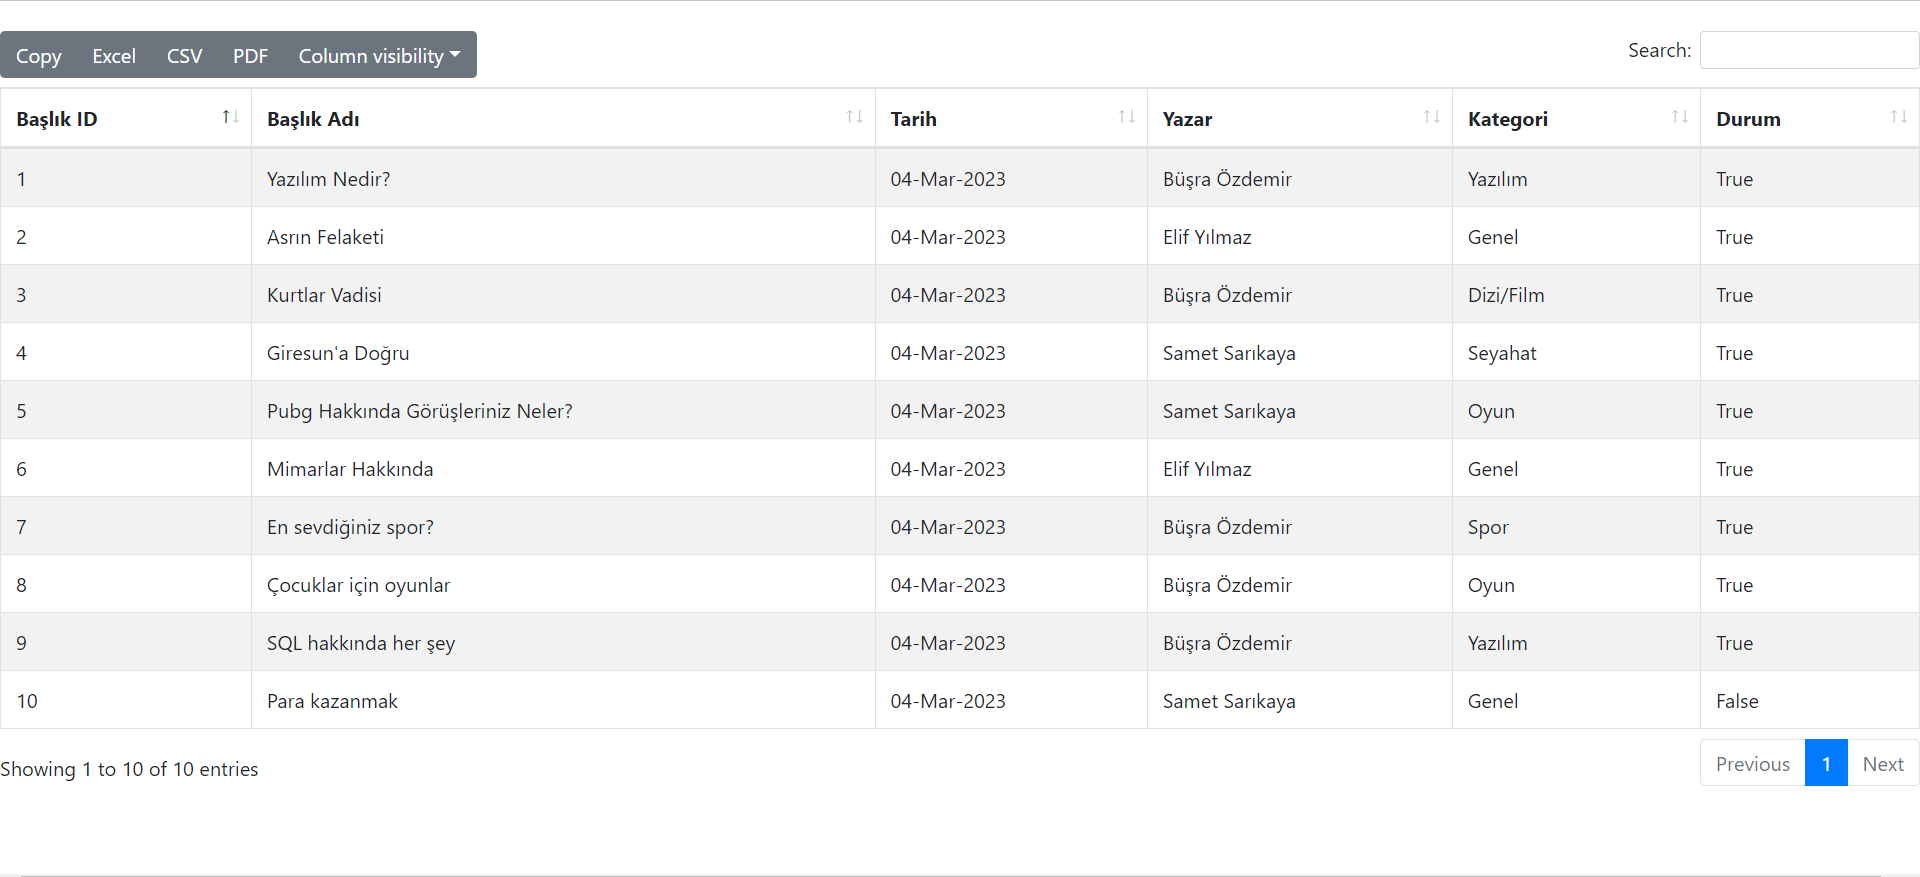 Copy Excel CSV PDF Column visibility Search:
Başlık ID Başlık Adı Tarih Yazar Kategori Durum
1 Yazılım Nedir? 04-Mar-2023 Büşra Özdemir Yazılım True
2 Asrın Felaketi 04-Mar-2023 Elif Yılmaz Genel True
3 Kurtlar Vadisi 04-Mar-2023 Büşra Özdemir Dizi/Film True
4 Giresun'a Doğru 04-Mar-2023 Samet Sarıkaya Seyahat True
5 Pubg Hakkında Görüşleriniz Neler? 04-Mar-2023 Samet Sarıkaya Oyun True
6 Mimarlar Hakkında 04-Mar-2023 Elif Yılmaz Genel True
7 En sevdiğiniz spor? 04-Mar-2023 Büşra Özdemir Spor True
8 Çocuklar için oyunlar 04-Mar-2023 Büşra Özdemir Oyun True
9 SQL hakkında her şey 04-Mar-2023 Büşra Özdemir Yazılım True
10 Para kazanmak 04-Mar-2023 Samet Sarıkaya Genel False
Showing 1 to 10 of 10 entries Previous 1 Next